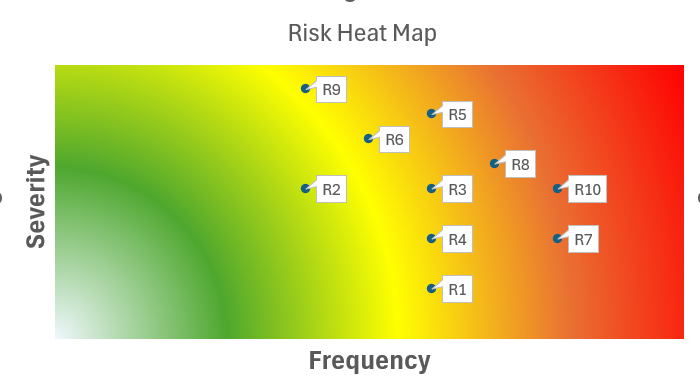 Risk Heat Map
R9
R5
R6
R8
R2
R3
R10
R4
R7
R1
Severity
Frequency